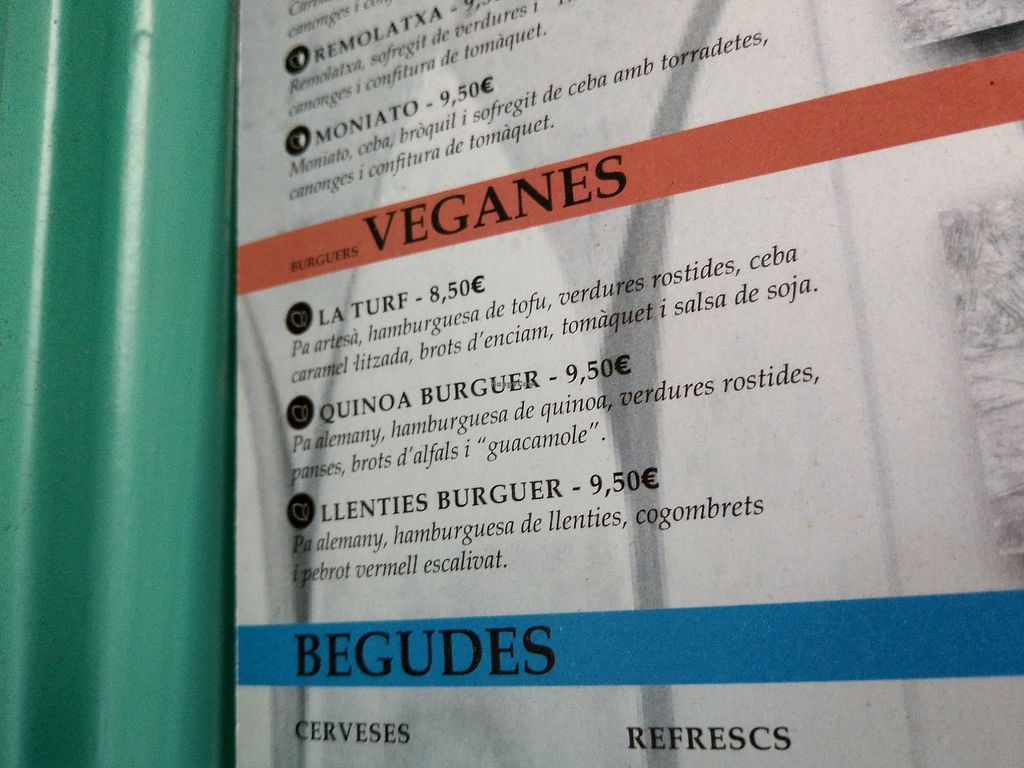 canonges i
REMOLATXA - 9,
Remolatxa, sofregit de verdures i
canonges i confitura de tomàquet.
MONIATO - 9,50€
Moniato, ceba, bròquil i sofregit de ceba amb torradetes,
canonges i confitura de tomàquet.
BURGUERS VEGANES
LA TURF - 8,50€
Pa artesà, hamburguesa de tofu, verdures rostides, ceba
caramel·litzada, brots d'enciam, tomàquet i salsa de soja.
QUINOA BURGUER - 9,50€
Pa alemany, hamburguesa de quinoa, verdures rostides,
panses, brots d'alfals i "guacamole".
LLENTIES BURGUER - 9,50€
Pa alemany, hamburguesa de llenties, cogombrets
i pebrot vermell escalivat.
BEGUDES
CERVESES
REFRESCS